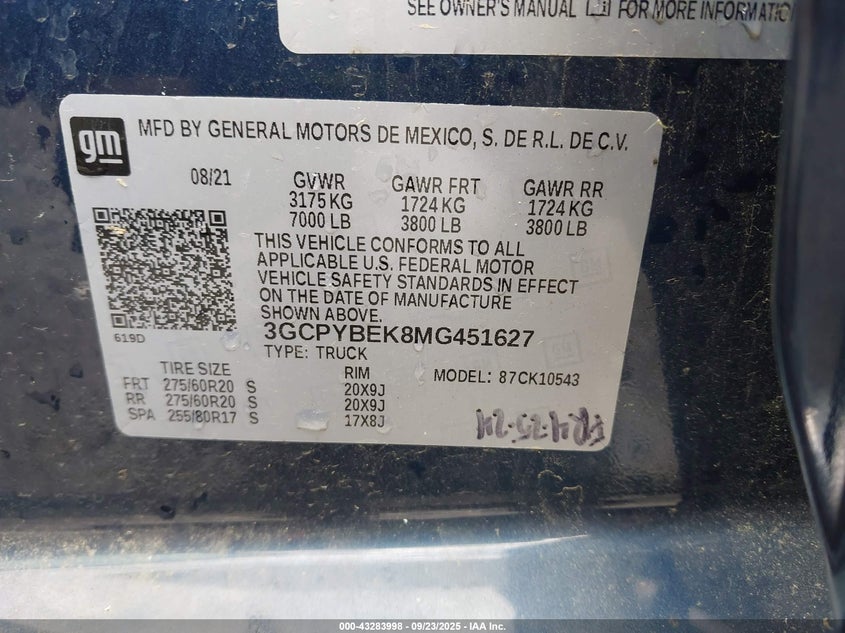 SEE OWNER'S MANUAL FOR MORE INFORMATION
gm
MFD BY GENERAL MOTORS DE MEXICO, S. DE R.L. DE C.V.
08/21 GVWR GAWR FRT GAWR RR
3175 KG 1724 KG 1724 KG
7000 LB 3800 LB 3800 LB
THIS VEHICLE CONFORMS TO ALL
APPLICABLE U.S. FEDERAL MOTOR
VEHICLE SAFETY STANDARDS IN EFFECT
ON THE DATE OF MANUFACTURE
SHOWN ABOVE.
619D
3GCPYBEK8MG451627
TYPE: TRUCK
TIRE SIZE RIM MODEL: 87CK10543
FRT 275/60R20 S 20X9J
RR 275/60R20 S 20X9J
SPA 255/80R17 S 17X8J
000-43283998 - 09/23/2025 - IAA Inc.